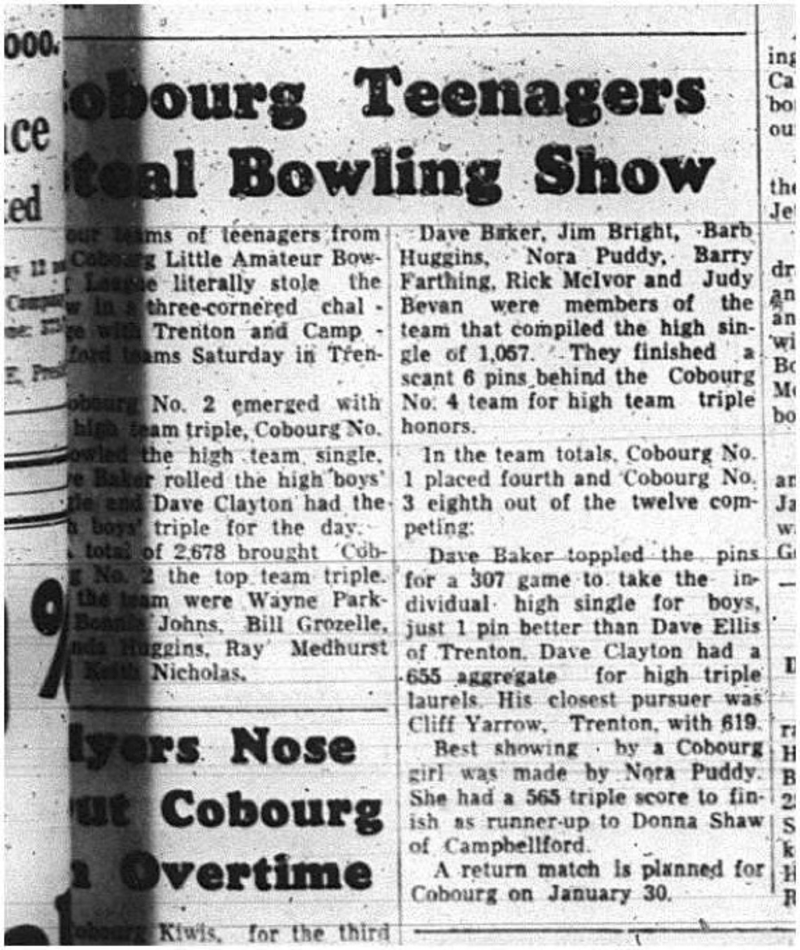 000.
ce
ed
obourg Teenagers
teal Bowling Show
our teams of teenagers from
Cobourg Little Amateur Bow-
League literally stole the
w in a three-cornered chal -
ge with Trenton and Camp -
ford teams Saturday in Tren-
obourg No. 2 emerged with
high team triple, Cobourg No.
owled the high team single.
ve Baker rolled the high boys'
gle and Dave Clayton had the
h boys' triple for the day.
total of 2,678 brought Cob-
g No. 2 the top team triple.
the team were Wayne Park-
Bonnie Johns, Bill Grozelle,
nda Huggins, Ray Medhurst
Keith Nicholas.
lyers Nose
ut Cobourg
n Overtime
obourg Kiwis, for the third
Dave Baker, Jim Bright, Barb
Huggins, Nora Puddy, Barry
Farthing, Rick McIvor and Judy
Bevan were members of the
team that compiled the high sin-
gle of 1,057. They finished a
scant 6 pins behind the Cobourg
No. 4 team for high team triple
honors.
In the team totals, Cobourg No.
1 placed fourth and Cobourg No.
3 eighth out of the twelve com-
peting.
Dave Baker toppled the pins
for a 307 game to take the in-
dividual high single for boys,
just 1 pin better than Dave Ellis
of Trenton. Dave Clayton had a
655 aggregate for high triple
laurels. His closest pursuer was
Cliff Yarrow, Trenton, with 619.
Best showing by a Cobourg
girl was made by Nora Puddy.
She had a 565 triple score to fin-
ish as runner-up to Donna Shaw
of Campbellford.
A return match is planned for
Cobourg on January 30.